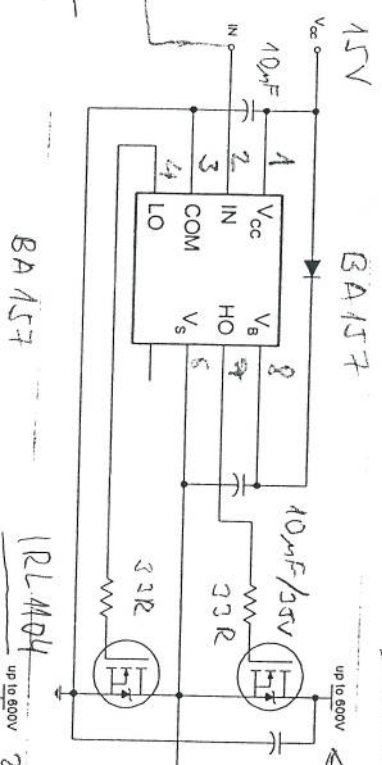 15V
Vcc
IN
10µF
BA157
1
2
3
4
VCC
IN
COM
LO
VB
HO
VS
8
7
6
10µF/35V
33R
33R
IRL1104
up to 600V
up to 600V
BA157